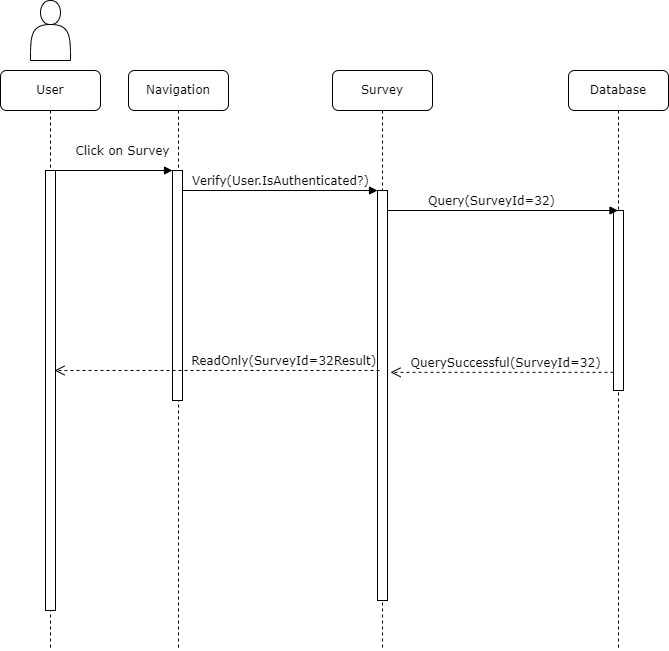 User
Navigation
Survey
Database
Click on Survey
Verify(User.IsAuthenticated?)
Query(SurveyId=32)
ReadOnly(SurveyId=32Result)
QuerySuccessful(SurveyId=32)